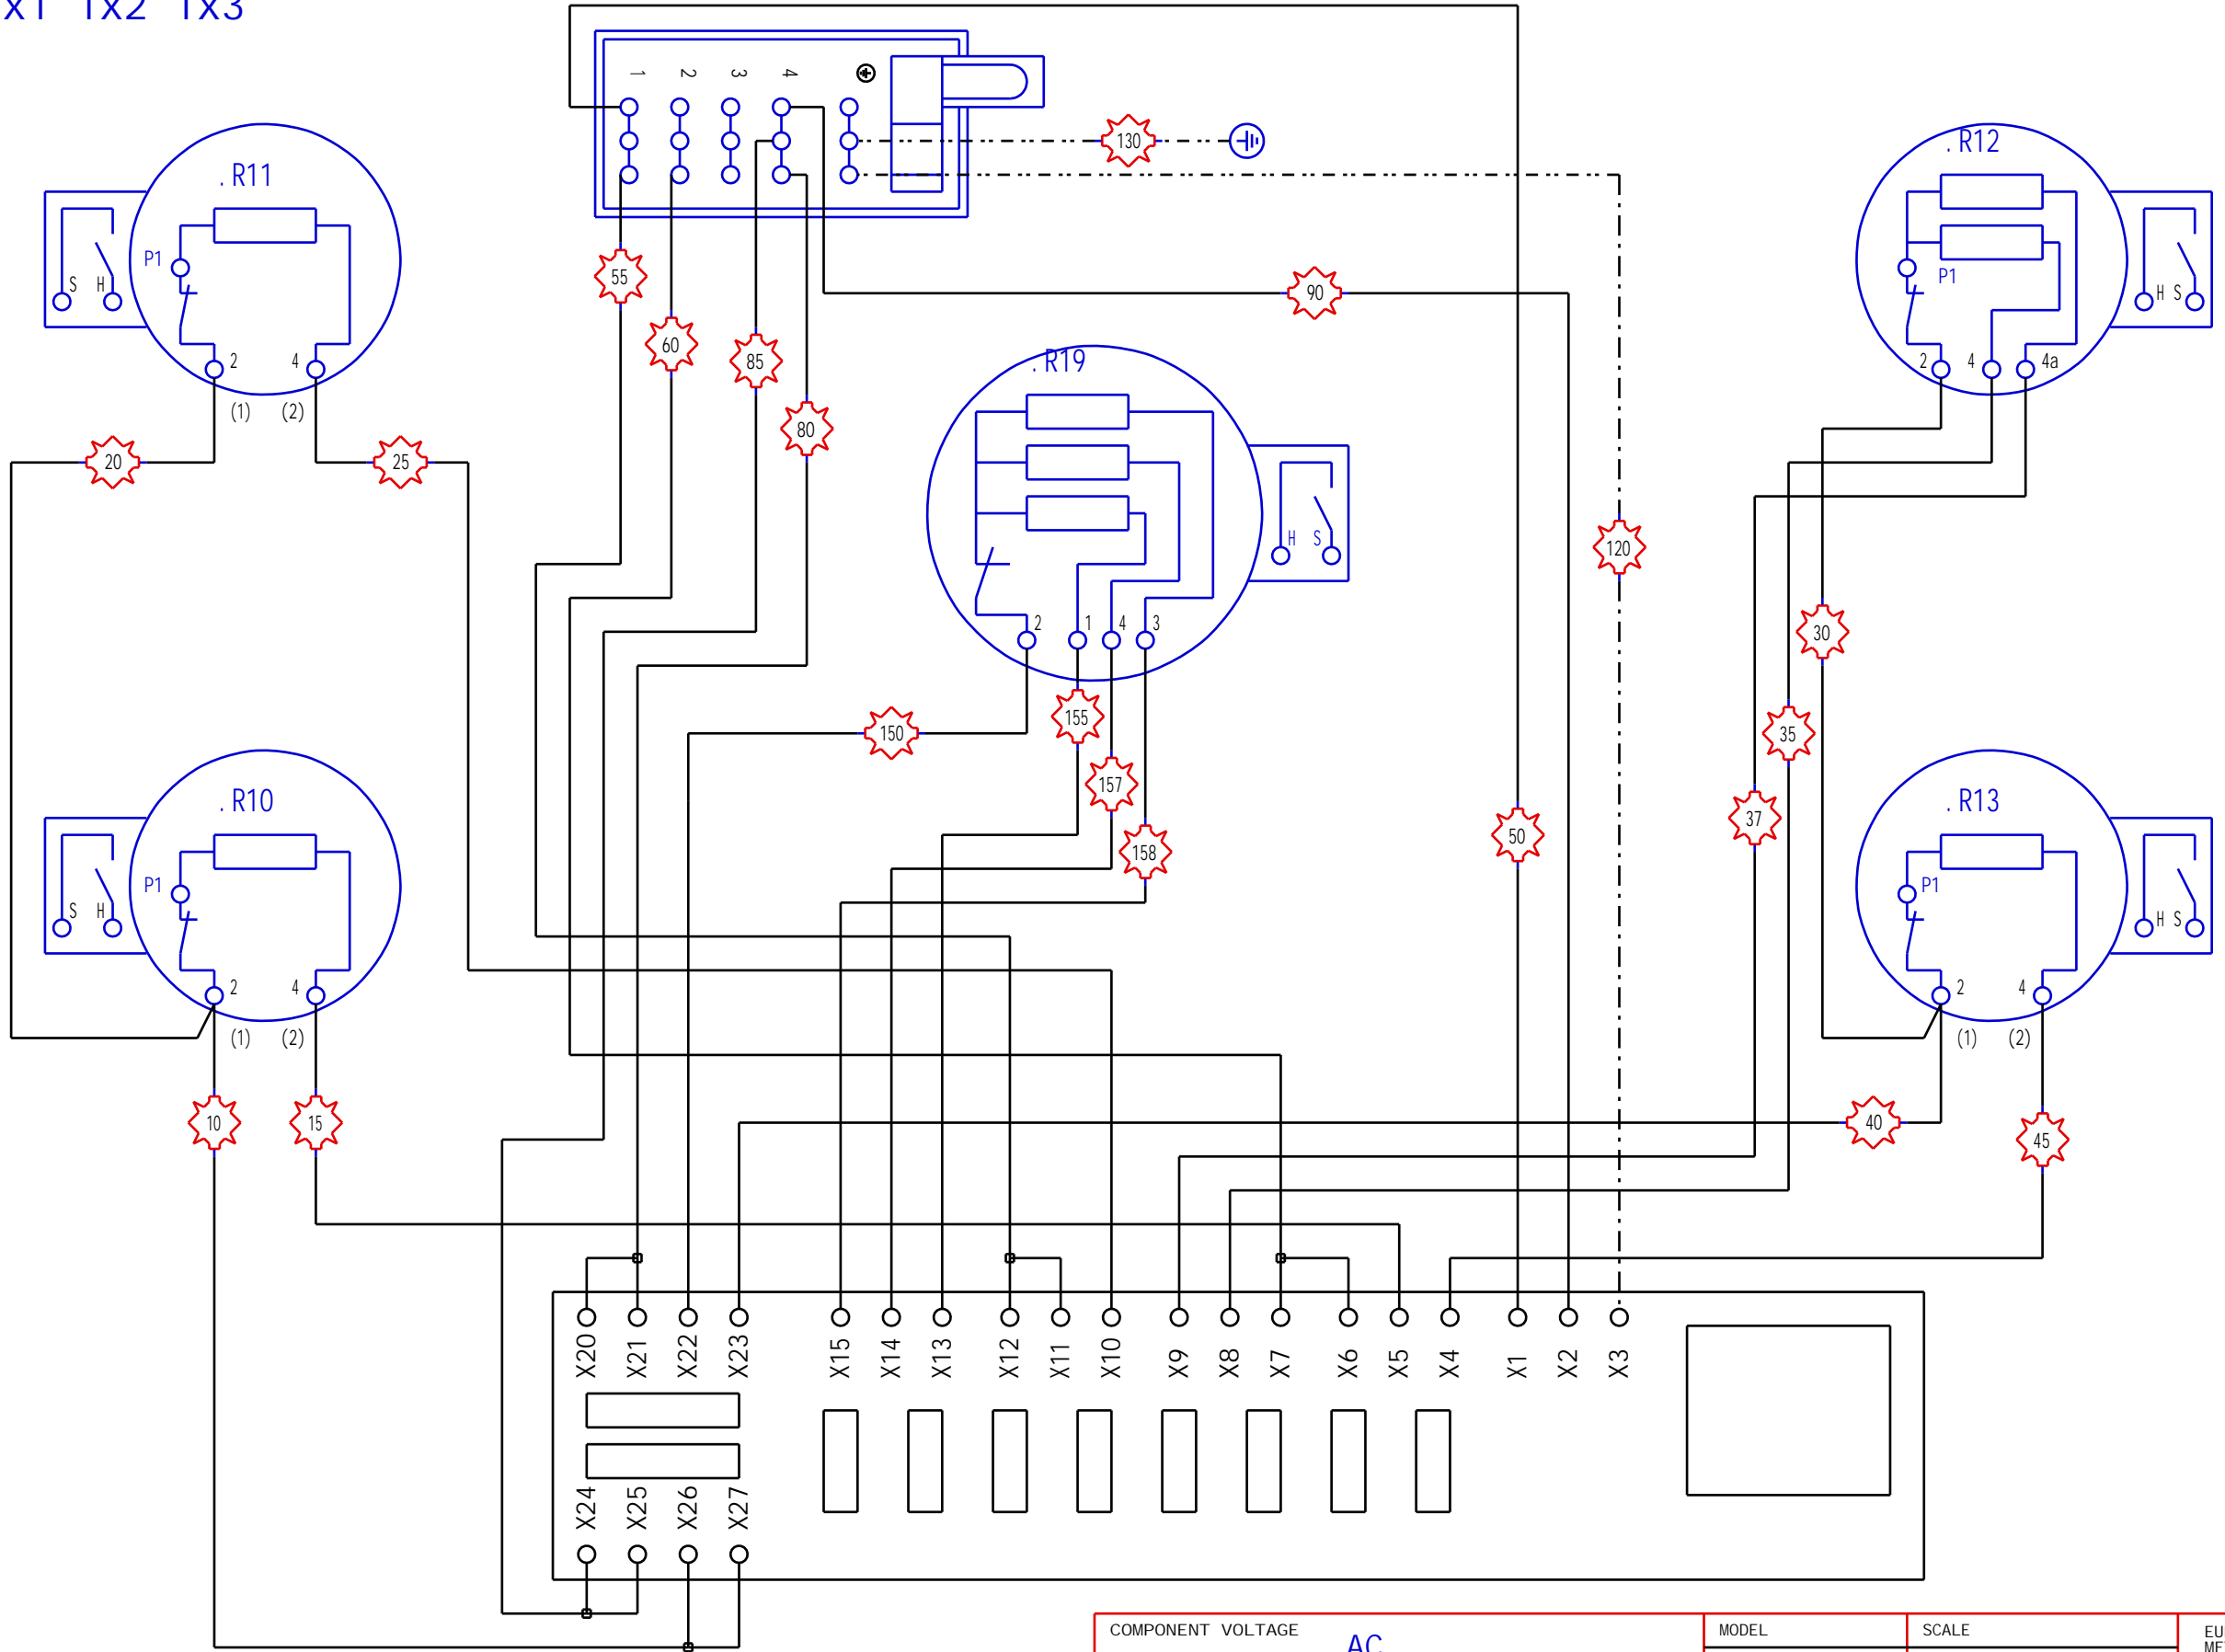 x1 1x2 1x3
1 2 3 4
. R11
P1
S H
2 4
(1) (2)
20
25
130
. R12
P1
H S
2 4 4a
55
60
85
80
90
. R19
H S
2 1 4 3
120
30
35
37
150
155
157
158
50
. R10
P1
S H
2 4
(1) (2)
10
15
. R13
P1
H S
2 4
(1) (2)
40
45
X20 X21 X22 X23 X15 X14 X13 X12 X11 X10 X9 X8 X7 X6 X5 X4 X1 X2 X3
X24 X25 X26 X27
COMPONENT VOLTAGE
AC
MODEL
SCALE